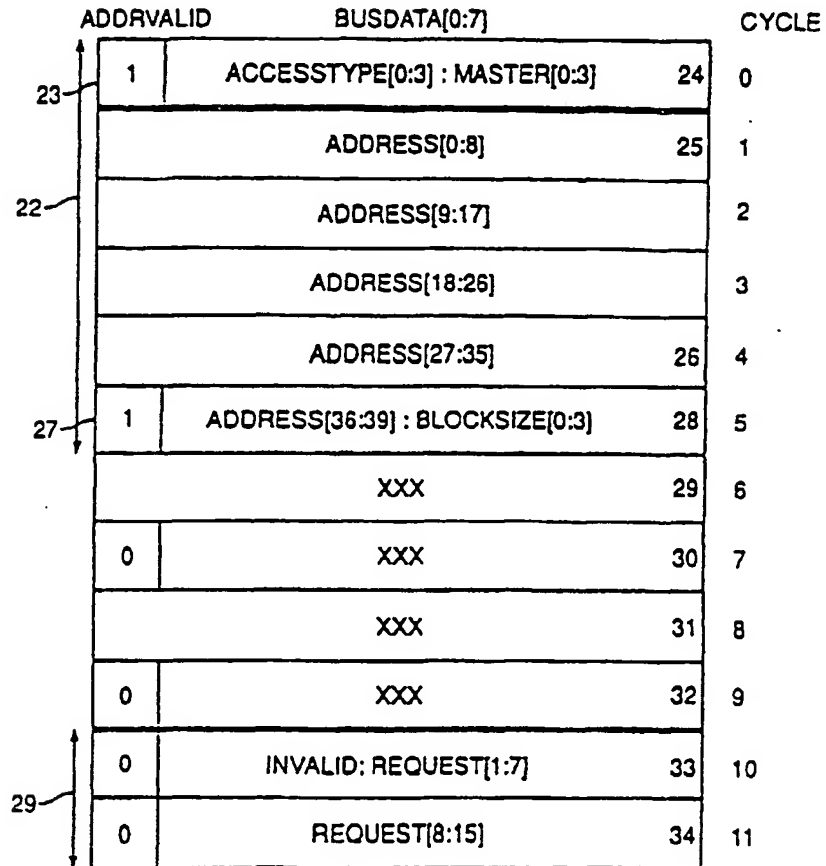 ADDRVALID BUSDATA[0:7] CYCLE
23 1 ACCESSTYPE[0:3] : MASTER[0:3] 24 0
ADDRESS[0:8] 25 1
22 ADDRESS[9:17] 2
ADDRESS[18:26] 3
ADDRESS[27:35] 26 4
27 1 ADDRESS[36:39] : BLOCKSIZE[0:3] 28 5
XXX 29 6
0 XXX 30 7
XXX 31 8
0 XXX 32 9
0 INVALID: REQUEST[1:7] 33 10
29
0 REQUEST[8:15] 34 11